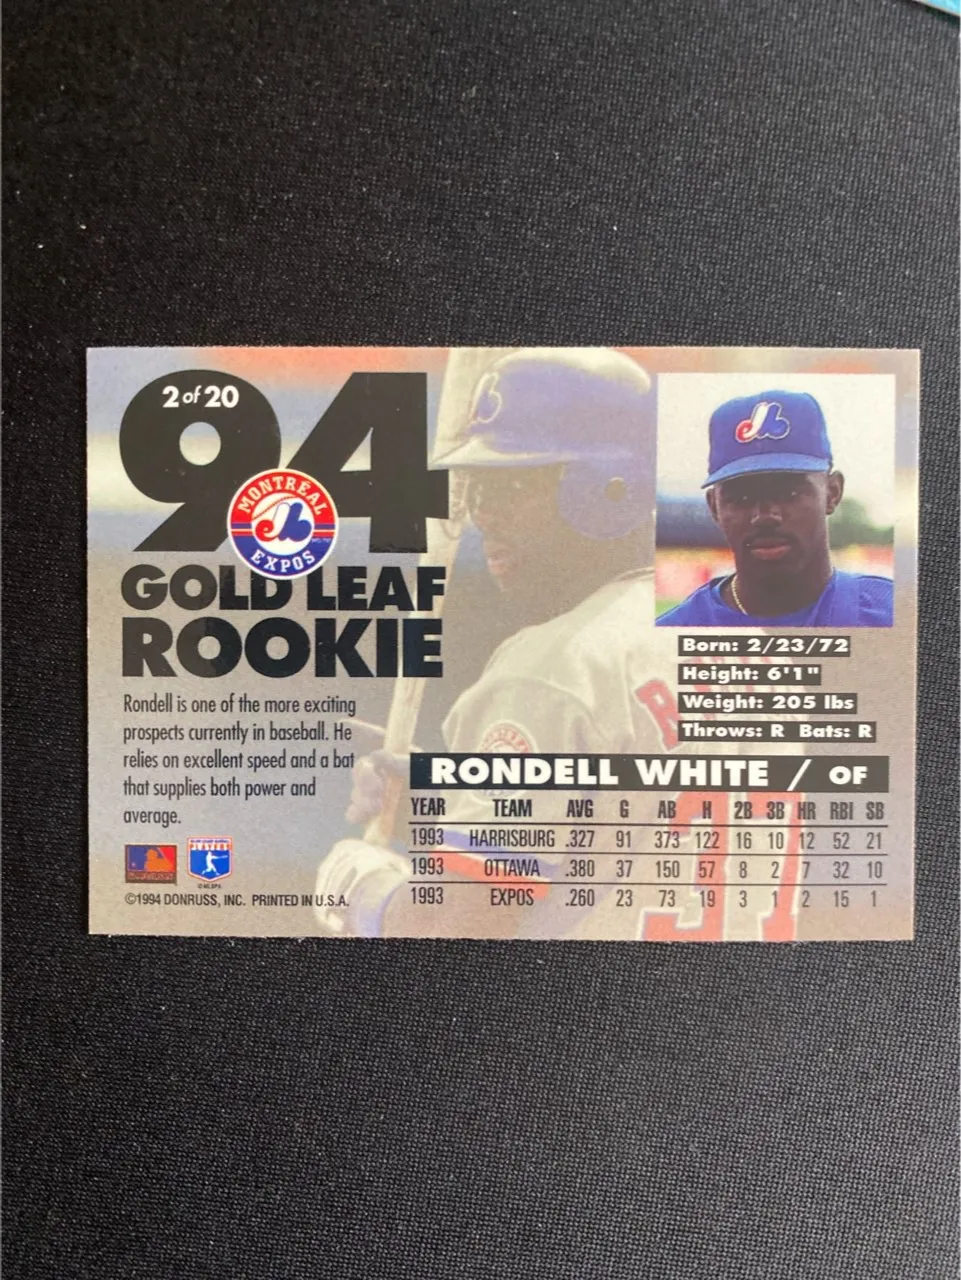 94
2 of 20
MONTRÉAL
EXPOS
GOLD LEAF
ROOKIE
Rondell is one of the more exciting
prospects currently in baseball. He
relies on excellent speed and a bat
that supplies both power and
average.
©1994 DONRUSS, INC. PRINTED IN U.S.A.
Born: 2/23/72
Height: 6'1"
Weight: 205 lbs
Throws: R Bats: R
RONDELL WHITE / OF
YEAR TEAM AVG G AB H 2B 3B HR RBI SB
1993 HARRISBURG .327 91 373 122 16 10 12 52 21
1993 OTTAWA .380 37 150 57 8 2 7 32 10
1993 EXPOS .260 23 73 19 3 1 2 15 1